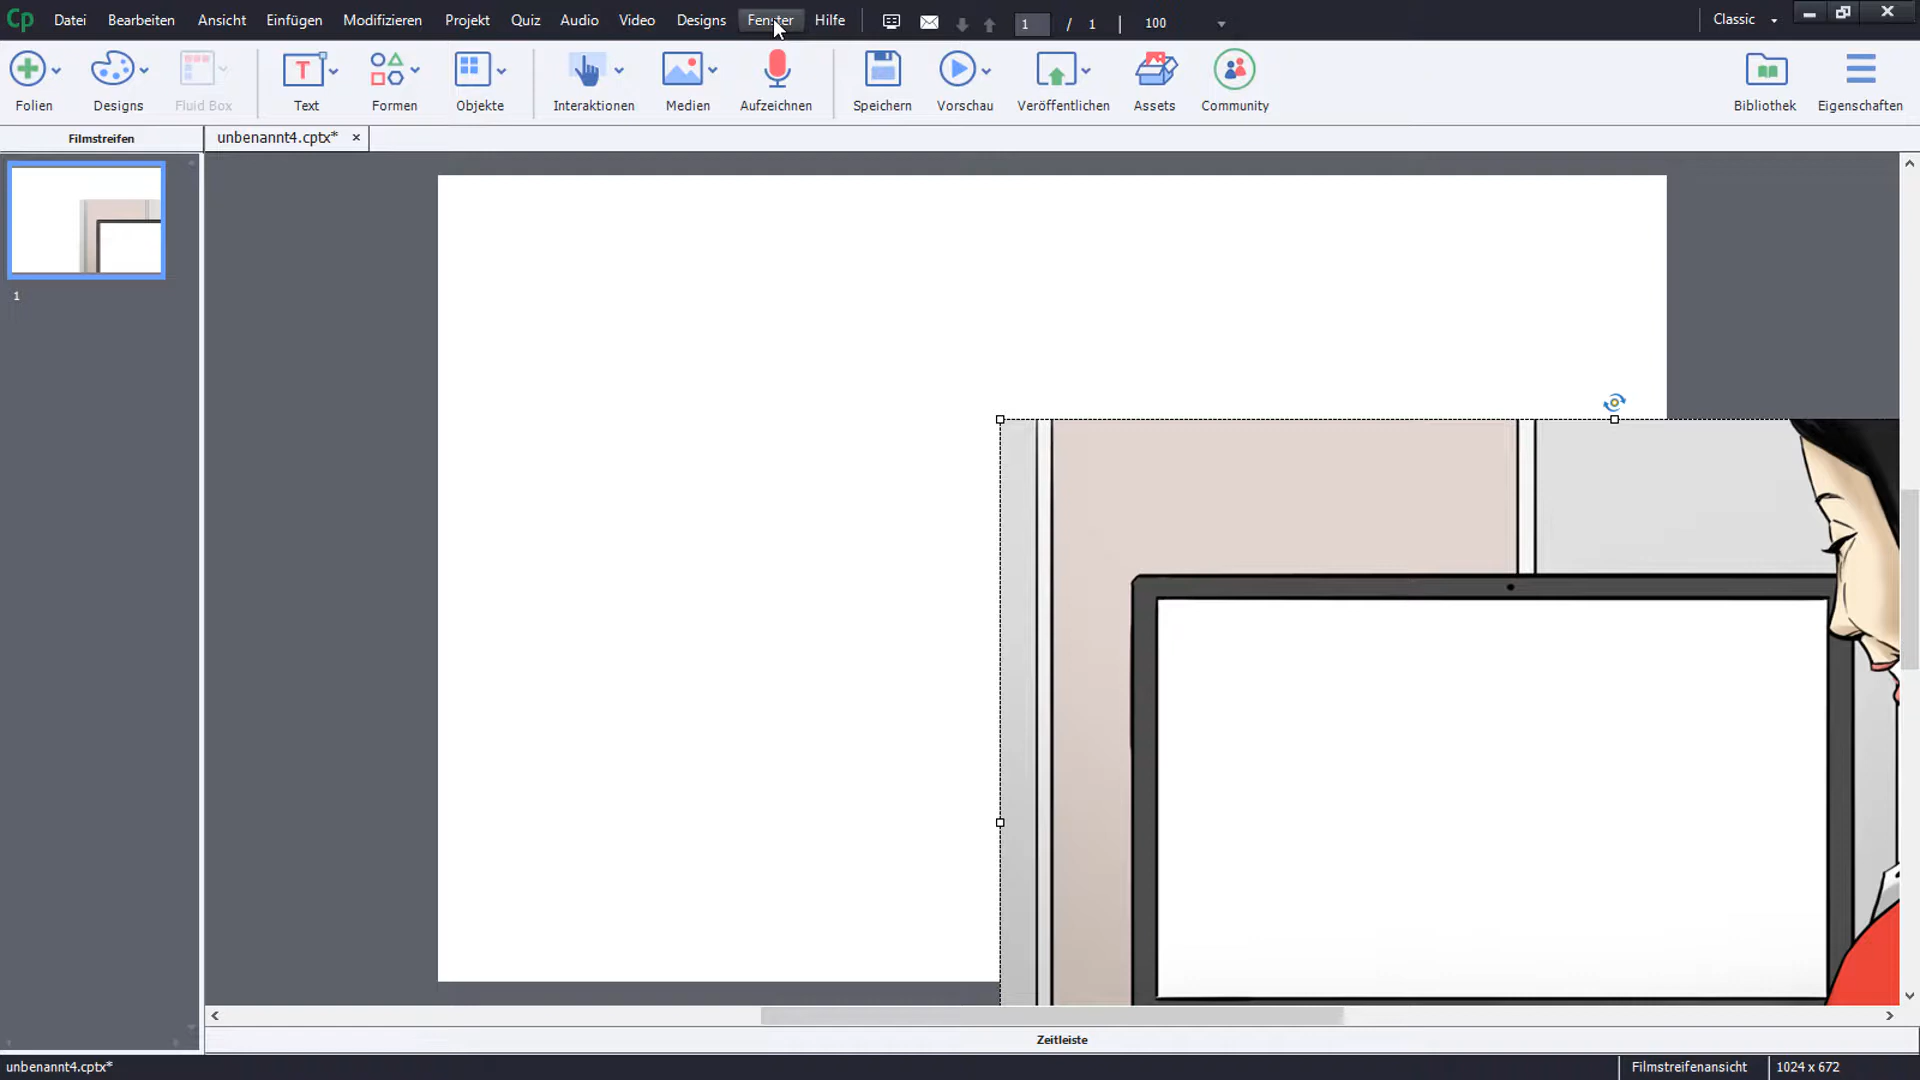 Cp Datei Bearbeiten Ansicht Einfügen Modifizieren Projekt Quiz Audio Video Designs Fenster Hilfe 1 / 1 100 Classic
Folien Designs Fluid Box Text Formen Objekte Interaktionen Medien Aufzeichnen Speichern Vorschau Veröffentlichen Assets Community Bibliothek Eigenschaften
Filmstreifen unbenannt4.cptx* ×
1
Zeitleiste
unbenannt4.cptx* Filmstreifenansicht 1024 x 672